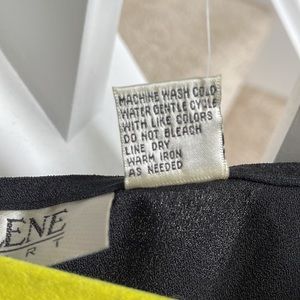 MACHINE WASH COLD
WATER GENTLE CYCLE
WITH LIKE COLORS
DO NOT BLEACH
LINE DRY
WARM IRON
AS NEEDED
ENE
RT